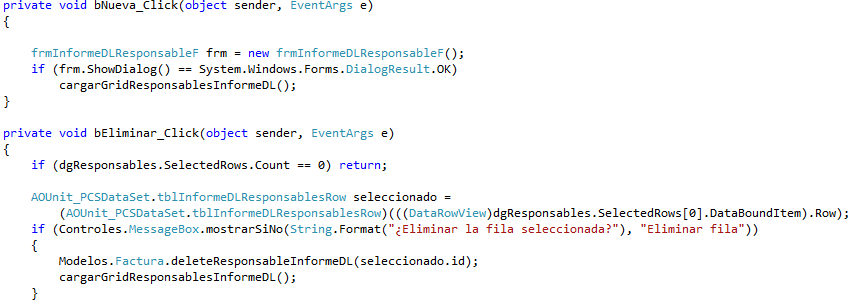 private void bNueva_Click(object sender, EventArgs e)
{
frmInformeDLResponsableF frm = new frmInformeDLResponsableF();
if (frm.ShowDialog() == System.Windows.Forms.DialogResult.OK)
cargarGridResponsablesInformeDL();
}
private void bEliminar_Click(object sender, EventArgs e)
{
if (dgResponsables.SelectedRows.Count == 0) return;
AOUnit_PCSDataSet.tblInformeDLResponsablesRow seleccionado =
(AOUnit_PCSDataSet.tblInformeDLResponsablesRow)(((DataRowView)dgResponsables.SelectedRows[0].DataBoundItem).Row);
if (Controles.MessageBox.mostrarSiNo(String.Format("¿Eliminar la fila seleccionada?"), "Eliminar fila"))
{
Modelos.Factura.deleteResponsableInformeDL(seleccionado.id);
cargarGridResponsablesInformeDL();
}